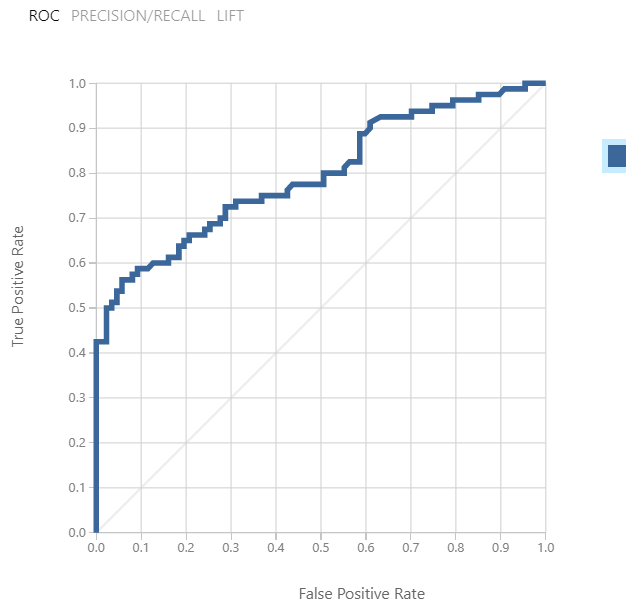 ROC PRECISION/RECALL LIFT
True Positive Rate
1.0
0.9
0.8
0.7
0.6
0.5
0.4
0.3
0.2
0.1
0.0
0.0 0.1 0.2 0.3 0.4 0.5 0.6 0.7 0.8 0.9 1.0
False Positive Rate